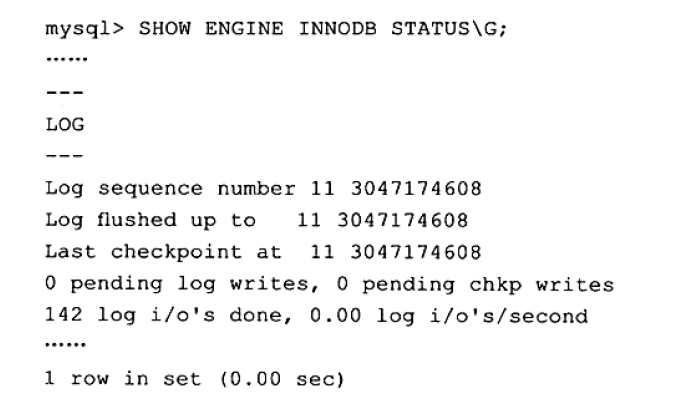 mysql> SHOW ENGINE INNODB STATUS\G;
……
---
LOG
---
Log sequence number 11 3047174608
Log flushed up to   11 3047174608
Last checkpoint at  11 3047174608
0 pending log writes, 0 pending chkp writes
142 log i/o's done, 0.00 log i/o's/second
……
1 row in set (0.00 sec)